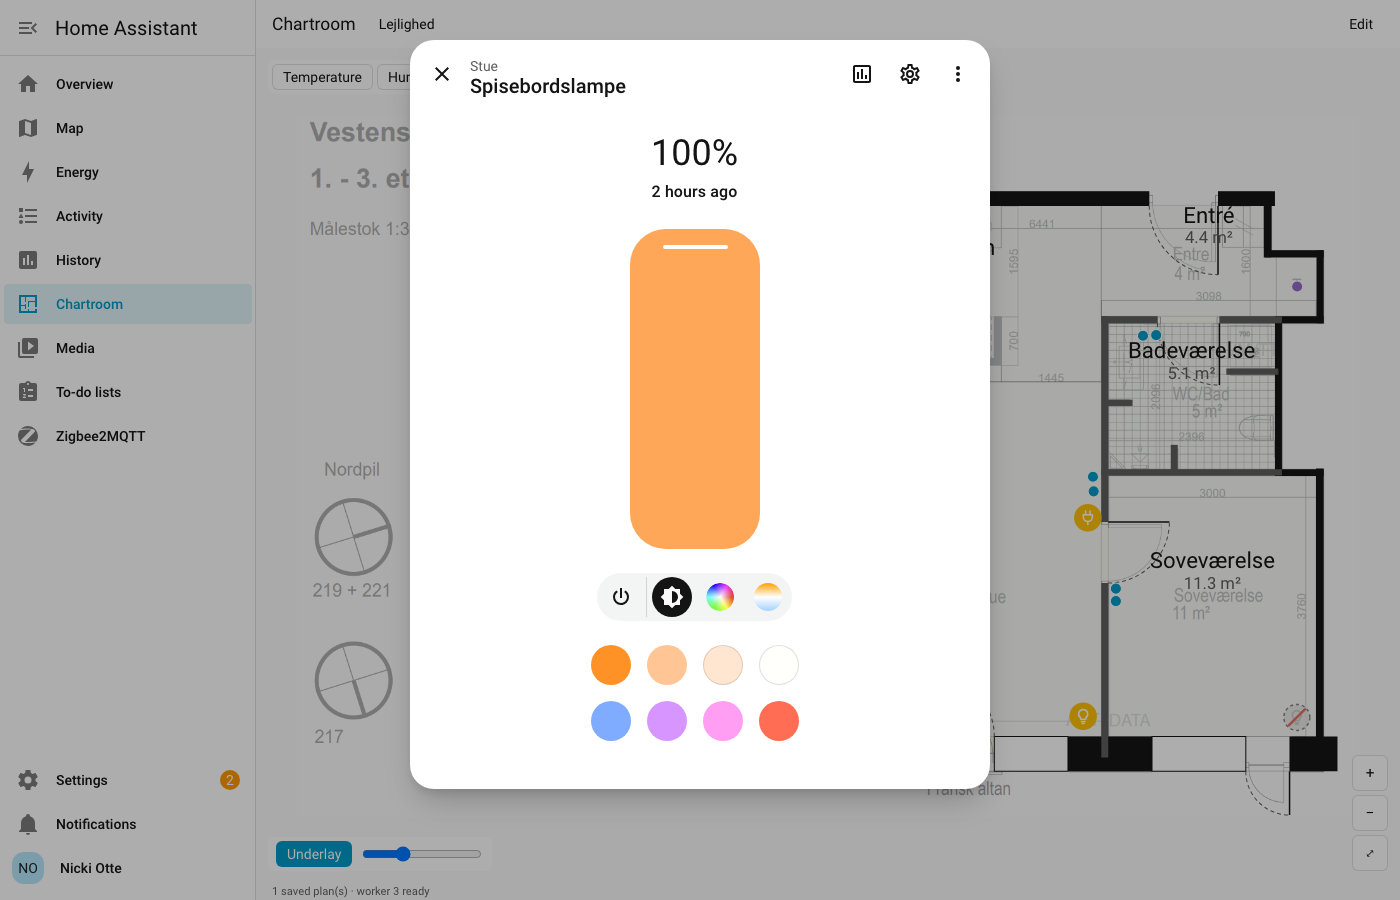 Home Assistant
Overview
Map
Energy
Activity
History
Chartroom
Media
To-do lists
Zigbee2MQTT
Settings
2
Notifications
NO
Nicki Otte
Chartroom
Lejlighed
Edit
Temperature
Hu
Vestens
1. - 3. et
Målestok 1:3
Nordpil
219 + 221
217
Stue
Spisebordslampe
100%
2 hours ago
6441
1595
700
1445
Entré
4.4 m²
Entre
4 m²
1600
3098
Badeværelse
5.1 m²
WC/Bad
5 m²
2096
2396
700
3000
Soveværelse
11.3 m²
Soveværelse
11 m²
3760
ue
DATA
Fransk altan
+
−
Underlay
1 saved plan(s) · worker 3 ready